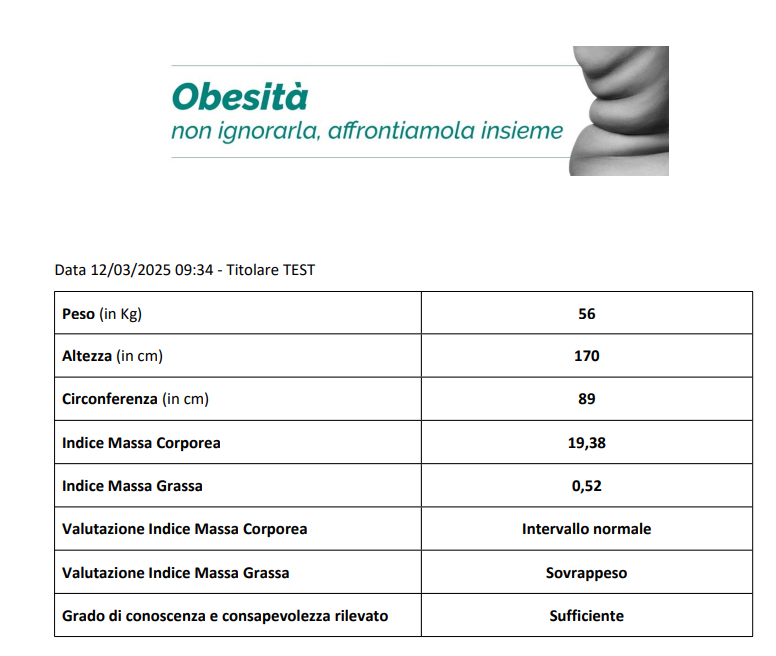 Obesità
non ignorarla, affrontiamola insieme
Data 12/03/2025 09:34 - Titolare TEST
Peso (in Kg) 56
Altezza (in cm) 170
Circonferenza (in cm) 89
Indice Massa Corporea 19,38
Indice Massa Grassa 0,52
Valutazione Indice Massa Corporea Intervallo normale
Valutazione Indice Massa Grassa Sovrappeso
Grado di conoscenza e consapevolezza rilevato Sufficiente